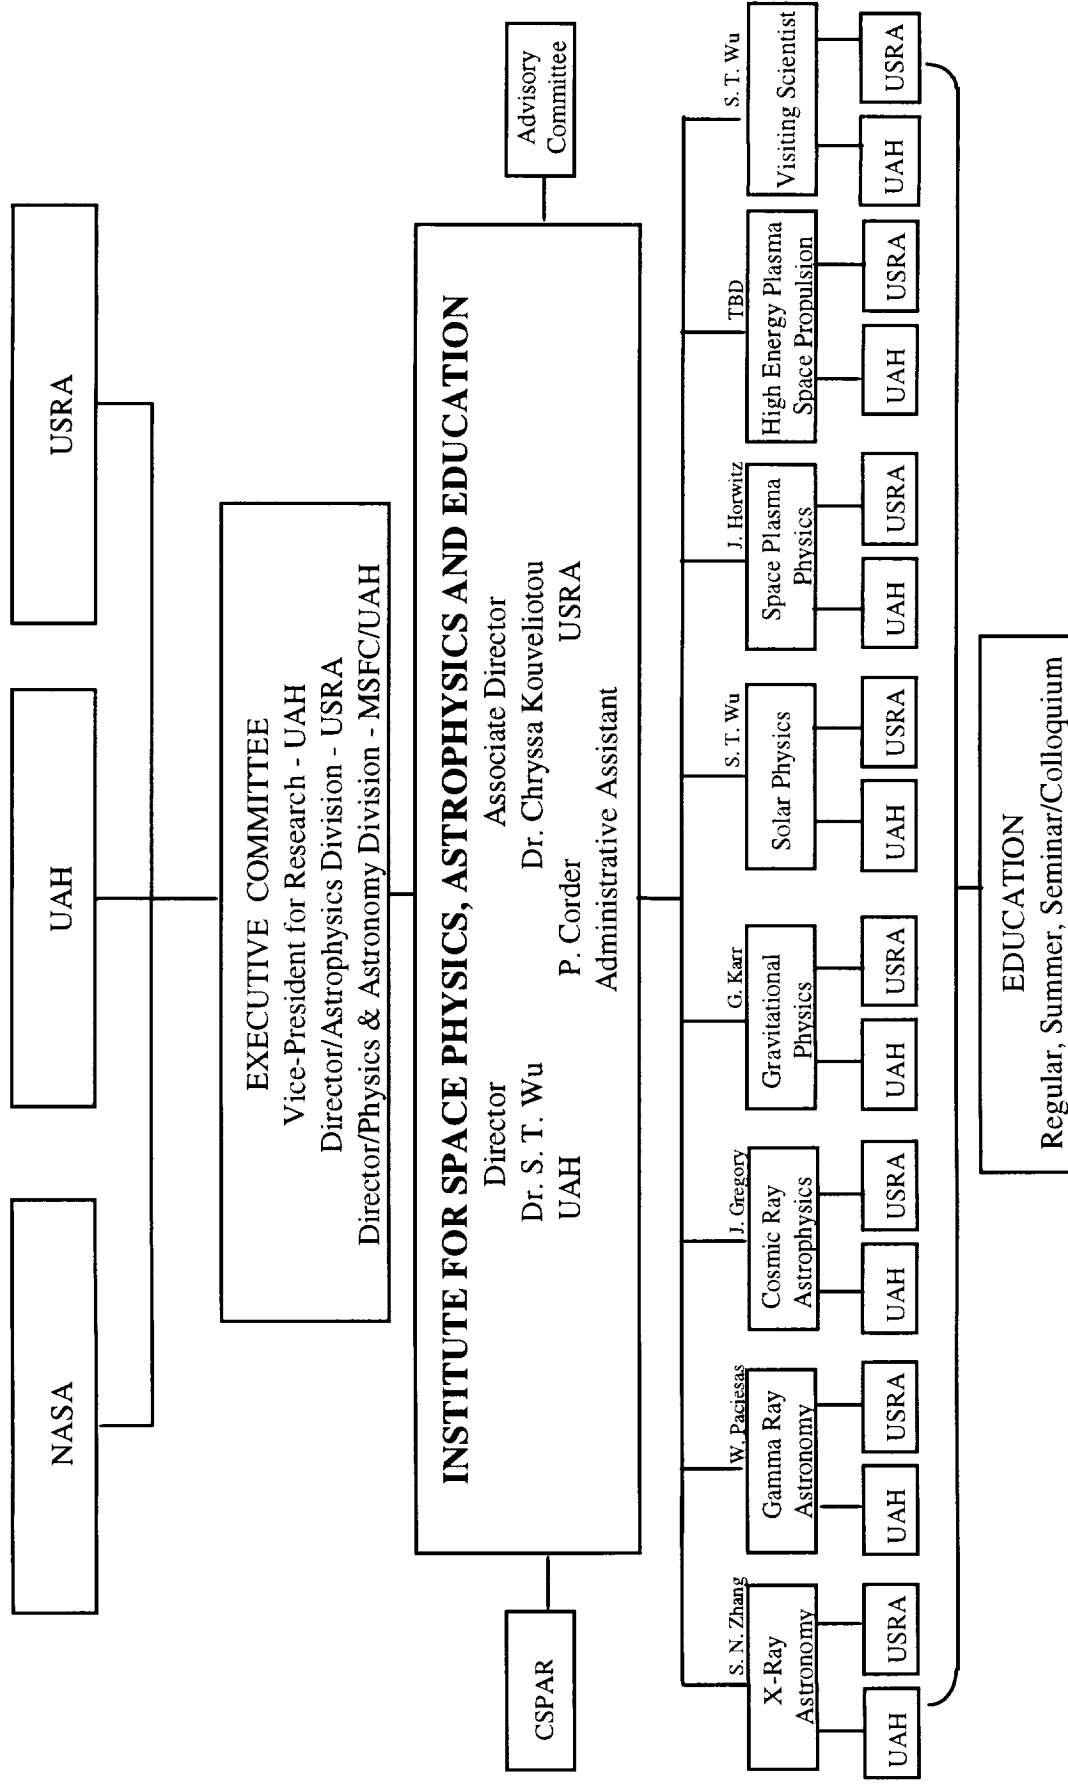 NASA
UAH
USRA
EXECUTIVE COMMITTEE
Vice-President for Research - UAH
Director/Astrophysics Division - USRA
Director/Physics & Astronomy Division - MSFC/UAH
CSPAR
INSTITUTE FOR SPACE PHYSICS, ASTROPHYSICS AND EDUCATION
Director
Dr. S. T. Wu
UAH
Associate Director
Dr. Chryssa Kouveliotou
USRA
P. Corder
Administrative Assistant
Advisory
Committee
S. N. Zhang
X-Ray
Astronomy
UAH
USRA
W. Paciesas
Gamma Ray
Astronomy
UAH
USRA
J. Gregory
Cosmic Ray
Astrophysics
UAH
USRA
G. Karr
Gravitational
Physics
UAH
USRA
S. T. Wu
Solar Physics
UAH
USRA
J. Horwitz
Space Plasma
Physics
UAH
USRA
TBD
High Energy Plasma
Space Propulsion
UAH
USRA
S. T. Wu
Visiting Scientist
UAH
USRA
EDUCATION
Regular, Summer, Seminar/Colloquium